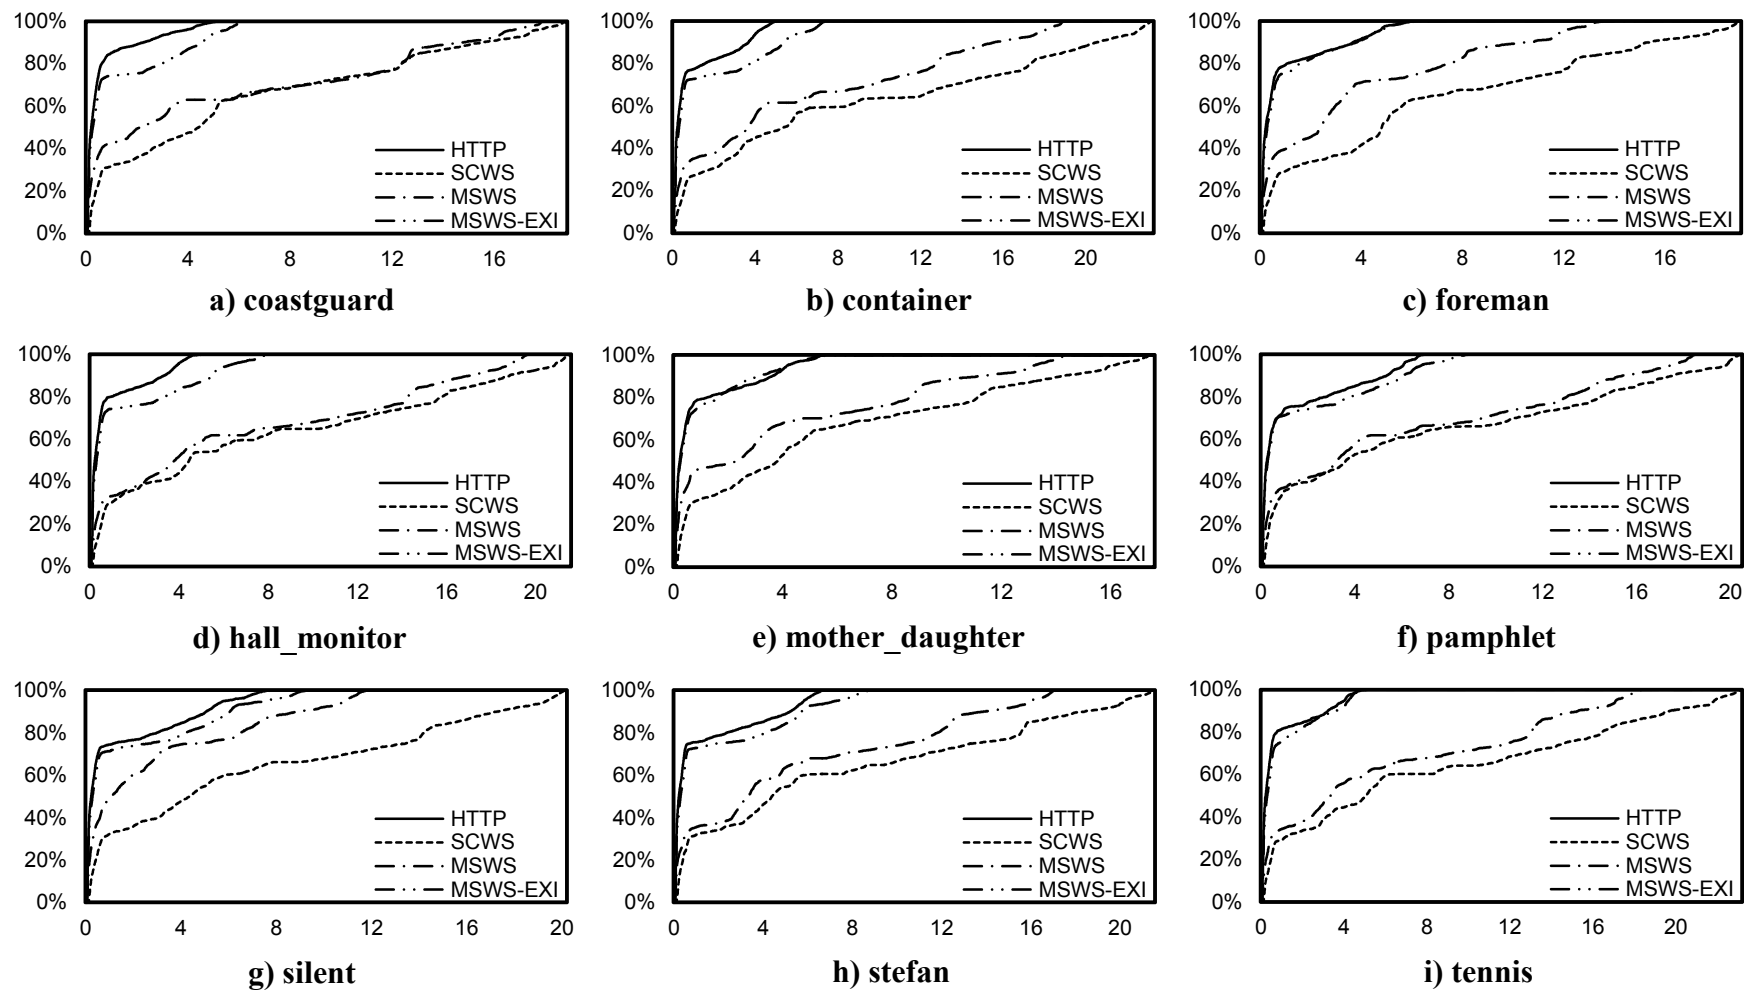 100%
80%
60%
40%
20%
0%
HTTP
SCWS
MSWS
MSWS-EXI
0 4 8 12 16
a) coastguard
100%
80%
60%
40%
20%
0%
HTTP
SCWS
MSWS
MSWS-EXI
0 4 8 12 16 20
b) container
100%
80%
60%
40%
20%
0%
HTTP
SCWS
MSWS
MSWS-EXI
0 4 8 12 16
c) foreman
100%
80%
60%
40%
20%
0%
HTTP
SCWS
MSWS
MSWS-EXI
0 4 8 12 16 20
d) hall_monitor
100%
80%
60%
40%
20%
0%
HTTP
SCWS
MSWS
MSWS-EXI
0 4 8 12 16
e) mother_daughter
100%
80%
60%
40%
20%
0%
HTTP
SCWS
MSWS
MSWS-EXI
0 4 8 12 16 20
f) pamphlet
100%
80%
60%
40%
20%
0%
HTTP
SCWS
MSWS
MSWS-EXI
0 4 8 12 16 20
g) silent
100%
80%
60%
40%
20%
0%
HTTP
SCWS
MSWS
MSWS-EXI
0 4 8 12 16 20
h) stefan
100%
80%
60%
40%
20%
0%
HTTP
SCWS
MSWS
MSWS-EXI
0 4 8 12 16 20
i) tennis